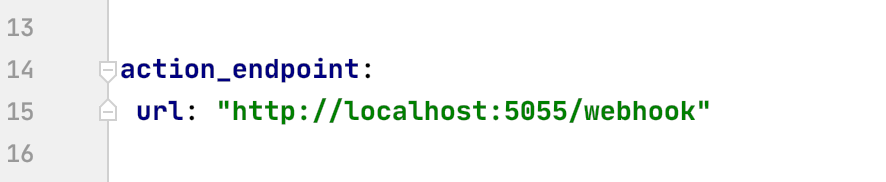 13
14 action_endpoint:
15  url: "http://localhost:5055/webhook"
16